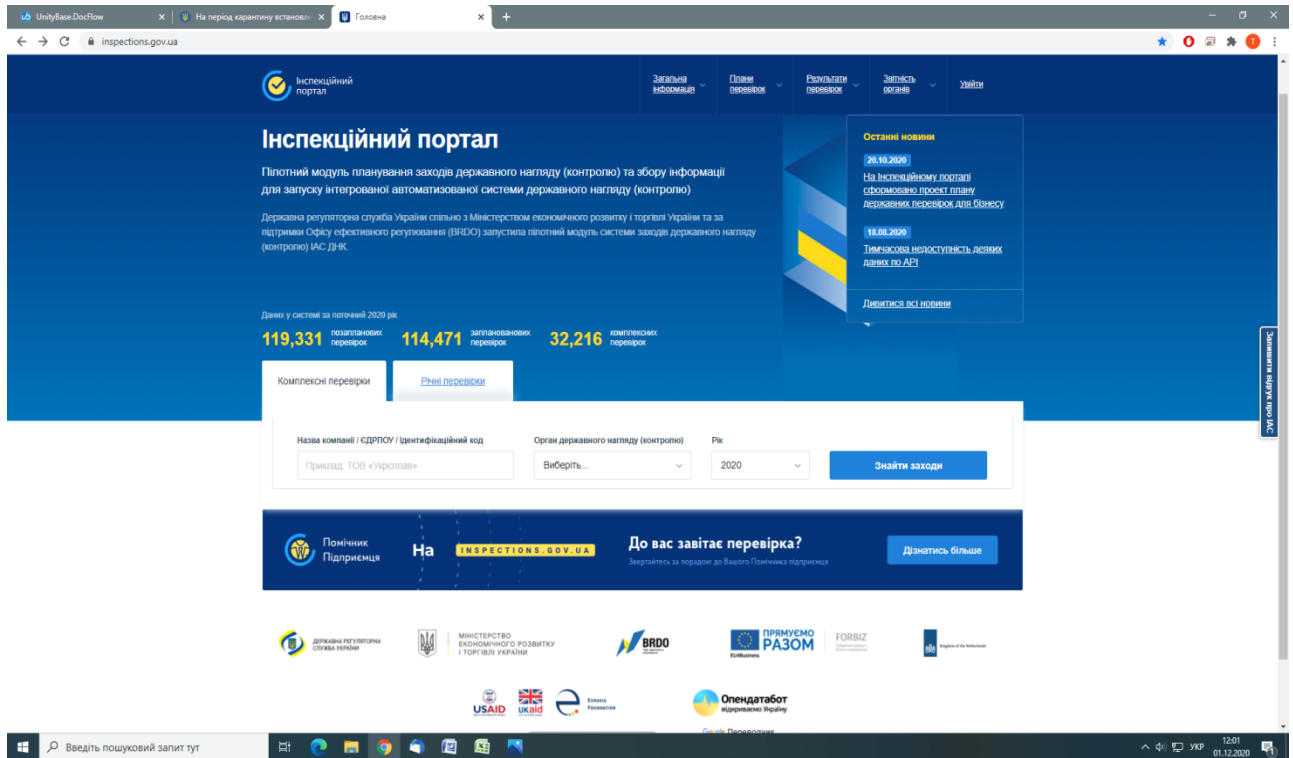 UnityBase.DocFlow
На період карантину встановле
Головна
inspections.gov.ua
Інспекційний
портал
Загальна
інформація
Плани
перевірок
Результати
перевірок
Звітність
органів
Увійти
Інспекційний портал
Пілотний модуль планування заходів державного нагляду (контролю) та збору інформації
для запуску інтегрованої автоматизованої системи державного нагляду (контролю)
Державна регуляторна служба України спільно з Міністерством економічного розвитку і торгівлі України та за
підтримки Офісу ефективного регулювання (BRDO) запустила пілотний модуль системи заходів державного нагляду
(контролю) ІАС ДНК.
Останні новини
20.10.2020
На Інспекційному порталі
сформовано проект плану
державних перевірок для бізнесу
18.08.2020
Тимчасова недоступність деяких
даних по API
Дивитися всі новини
Даних у системі за поточний 2020 рік
119,331 позапланових
перевірок
114,471 запланованових
перевірок
32,216 комплексних
перевірок
Залишити відгук про ІАС
Комплексні перевірки
Річні перевірки
Назва компанії / ЄДРПОУ / Ідентифікаційний код
Орган державного нагляду (контролю)
Рік
Приклад: ТОВ «Укрсплав»
Виберіть...
2020
Знайти заходи
Помічник
Підприємця
На
INSPECTIONS.GOV.UA
До вас завітає перевірка?
Звертайтесь за порадою до Вашого Помічника підприємця
Дізнатись більше
ДЕРЖАВНА РЕГУЛЯТОРНА
СЛУЖБА УКРАЇНИ
МІНІСТЕРСТВО
ЕКОНОМІЧНОГО РОЗВИТКУ
І ТОРГІВЛІ УКРАЇНИ
BRDO
EU4Business
ПРЯМУЄМО
РАЗОМ
FORBIZ
Kingdom of the Netherlands
USAID
UKaid
Eurasia
Foundation
Опендатабот
відкриваємо Україну
Google Перекладач
Введіть пошуковий запит тут
УКР
12:01
01.12.2020